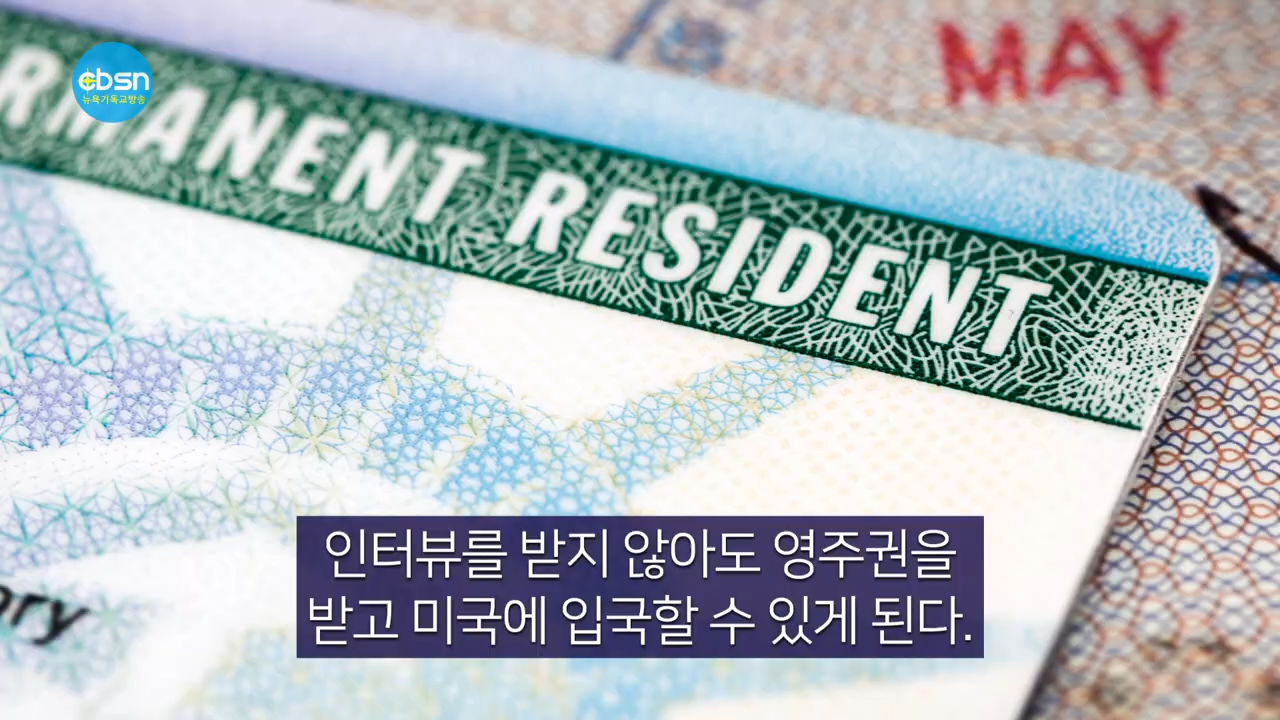 cbsn
뉴욕기독교방송
MAY
RMANENT RESIDENT
ory
인터뷰를 받지 않아도 영주권을
받고 미국에 입국할 수 있게 된다.